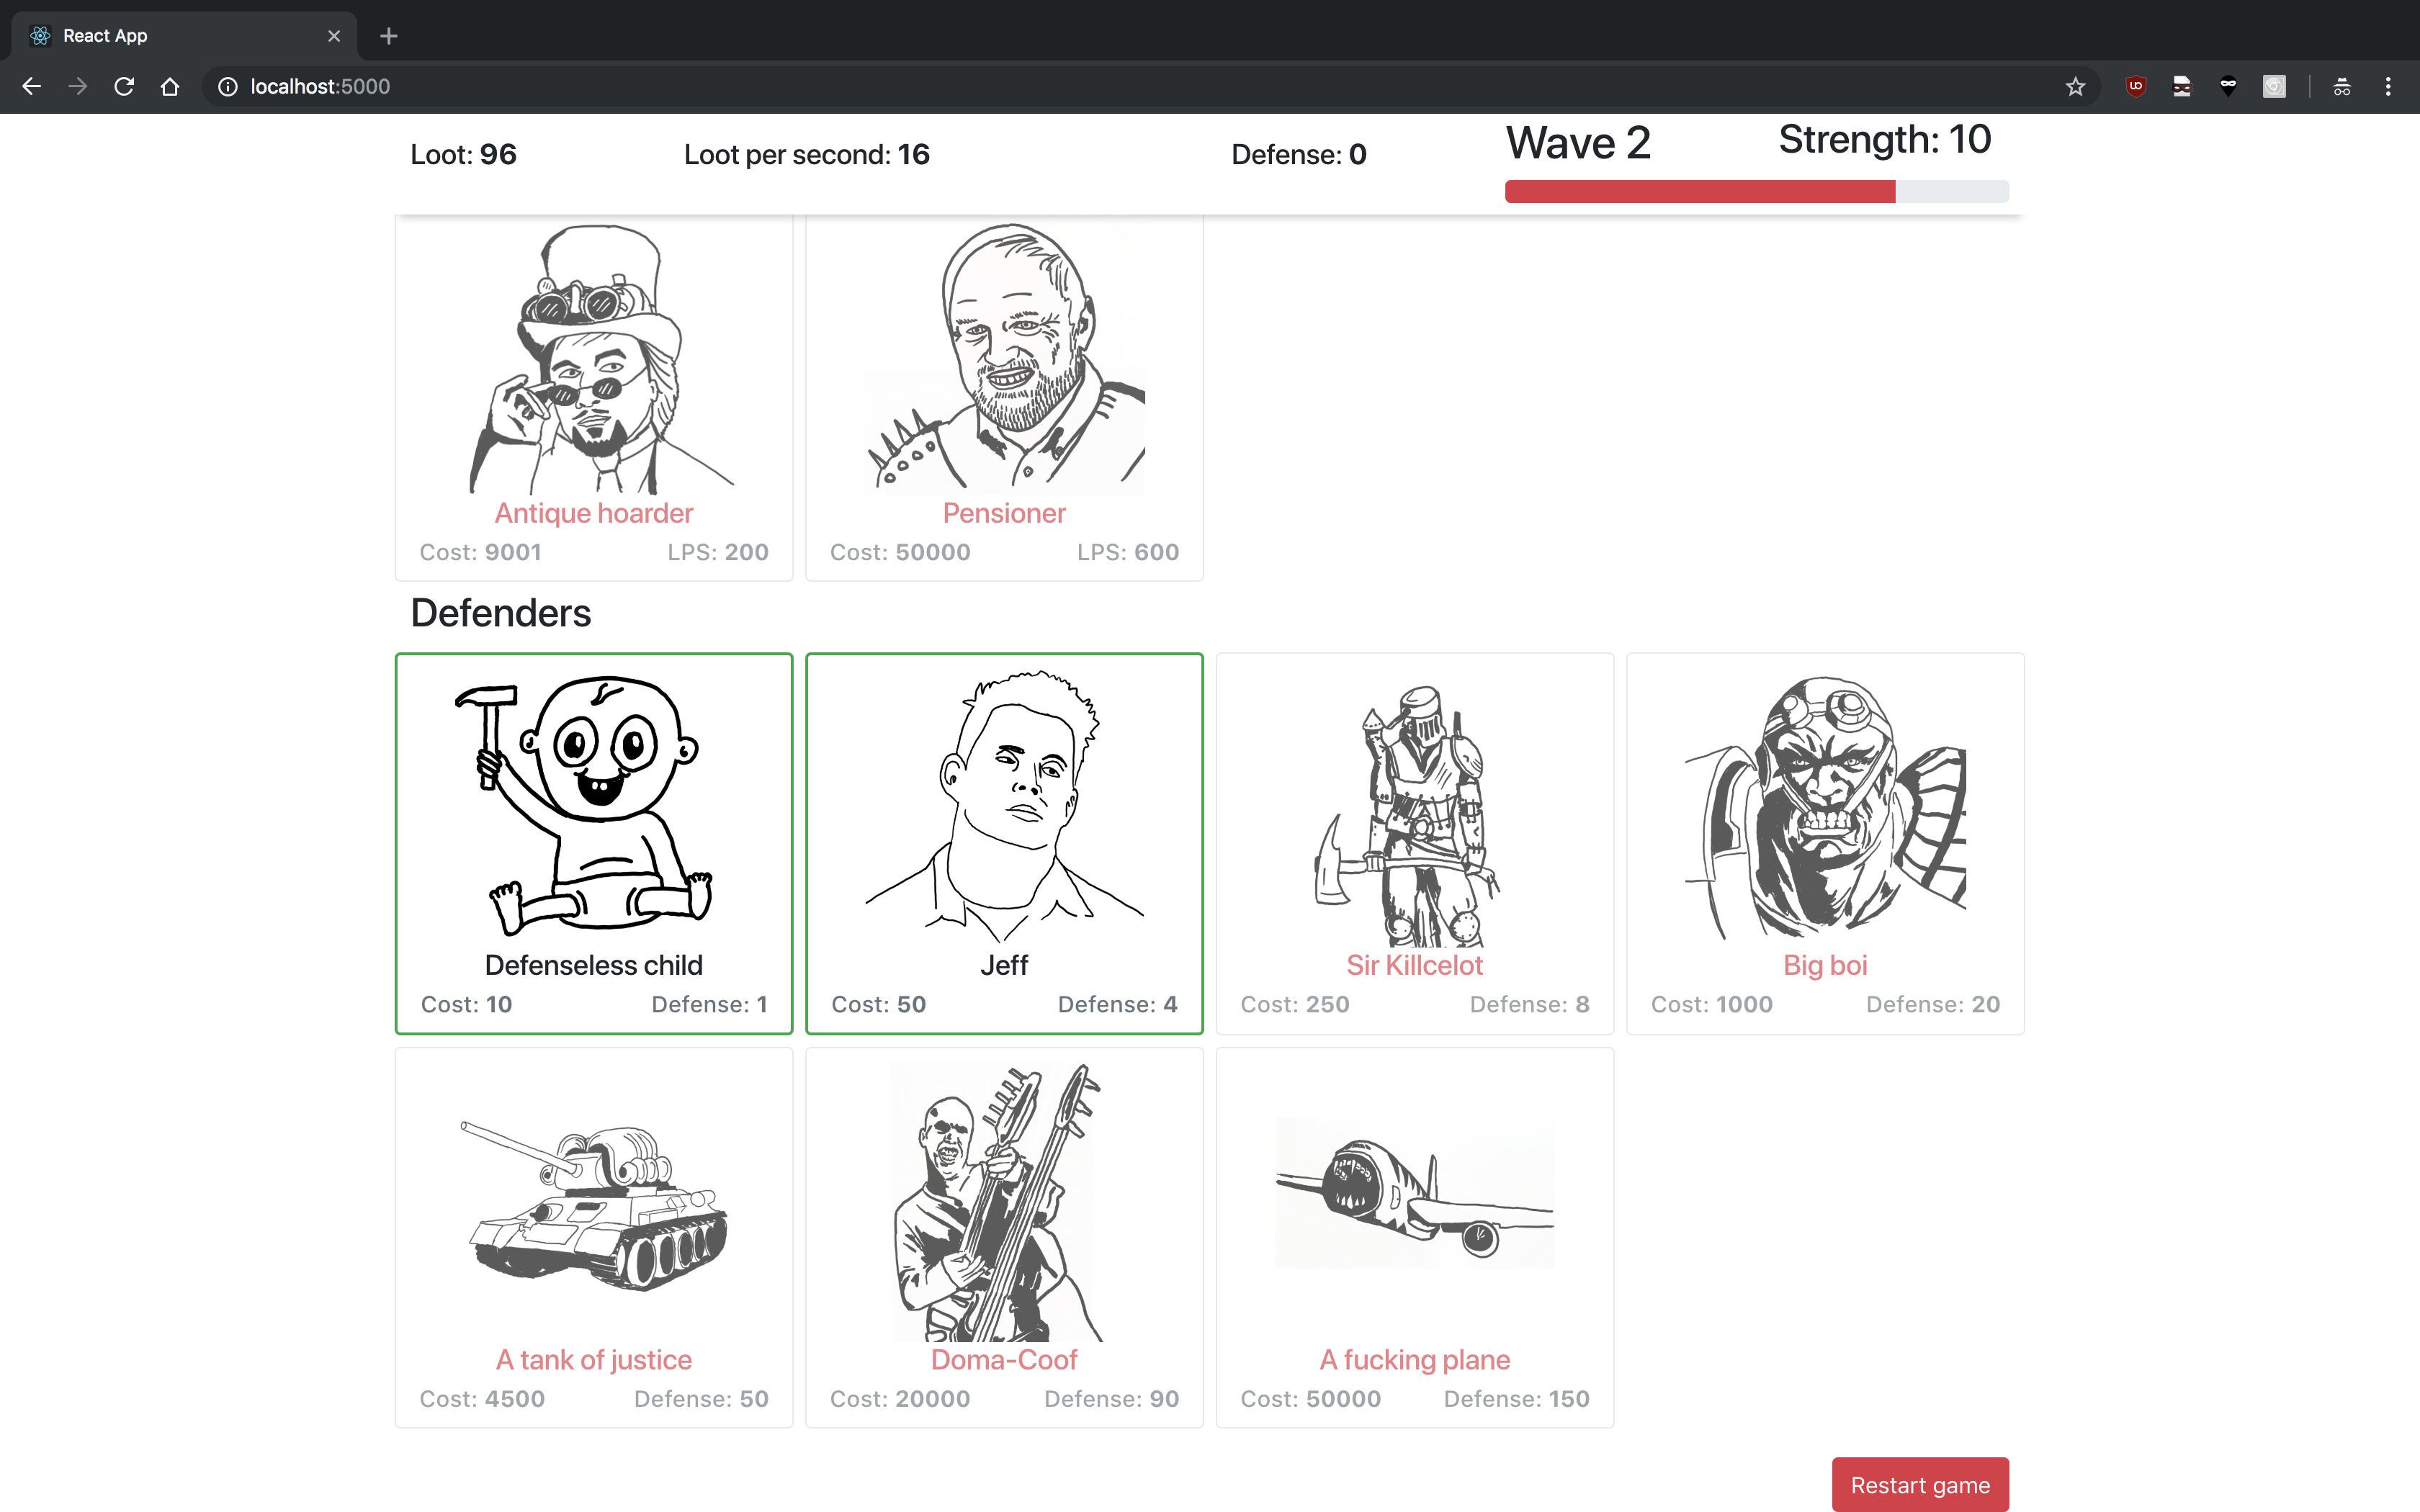 React App
localhost:5000
Loot: 96 Loot per second: 16 Defense: 0 Wave 2 Strength: 10
Antique hoarder Pensioner
Cost: 9001 LPS: 200 Cost: 50000 LPS: 600
Defenders
Defenseless child Jeff Sir Killcelot Big boi
Cost: 10 Defense: 1 Cost: 50 Defense: 4 Cost: 250 Defense: 8 Cost: 1000 Defense: 20
A tank of justice Doma-Coof A fucking plane
Cost: 4500 Defense: 50 Cost: 20000 Defense: 90 Cost: 50000 Defense: 150
Restart game